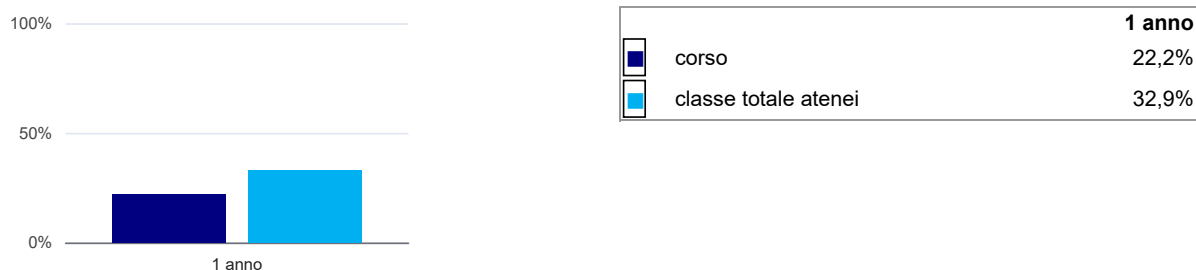 100%
50%
0%
1 anno
1 anno
corso 22,2%
classe totale atenei 32,9%